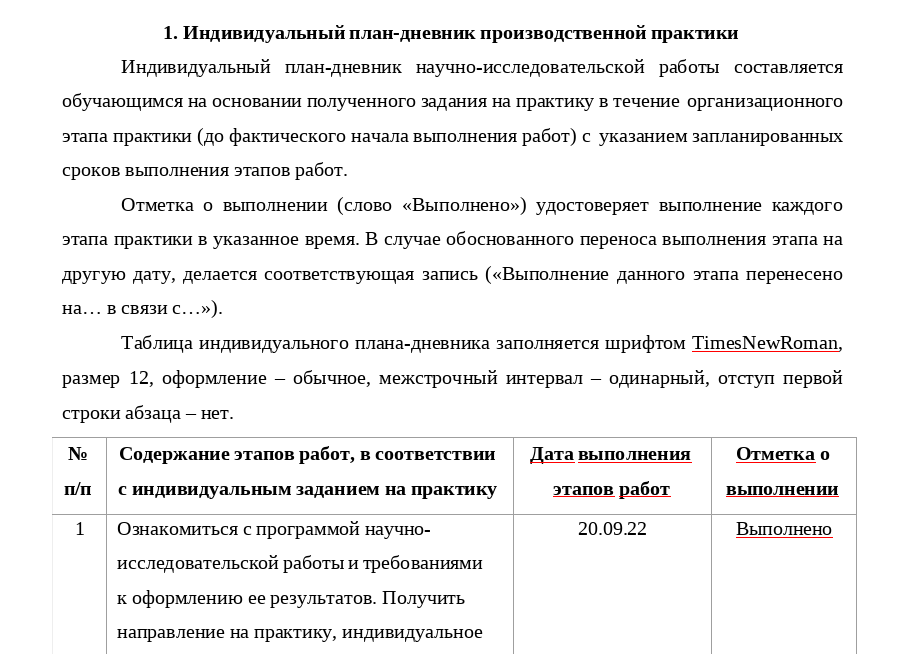 1. Индивидуальный план-дневник производственной практики
Индивидуальный план-дневник научно-исследовательской работы составляется
обучающимся на основании полученного задания на практику в течение организационного
этапа практики (до фактического начала выполнения работ) с указанием запланированных
сроков выполнения этапов работ.
Отметка о выполнении (слово «Выполнено») удостоверяет выполнение каждого
этапа практики в указанное время. В случае обоснованного переноса выполнения этапа на
другую дату, делается соответствующая запись («Выполнение данного этапа перенесено
на… в связи с…»).
Таблица индивидуального плана-дневника заполняется шрифтом TimesNewRoman,
размер 12, оформление – обычное, межстрочный интервал – одинарный, отступ первой
строки абзаца – нет.
№ Содержание этапов работ, в соответствии Дата выполнения Отметка о
п/п с индивидуальным заданием на практику этапов работ выполнении
1 Ознакомиться с программой научно- 20.09.22 Выполнено
исследовательской работы и требованиями
к оформлению ее результатов. Получить
направление на практику, индивидуальное